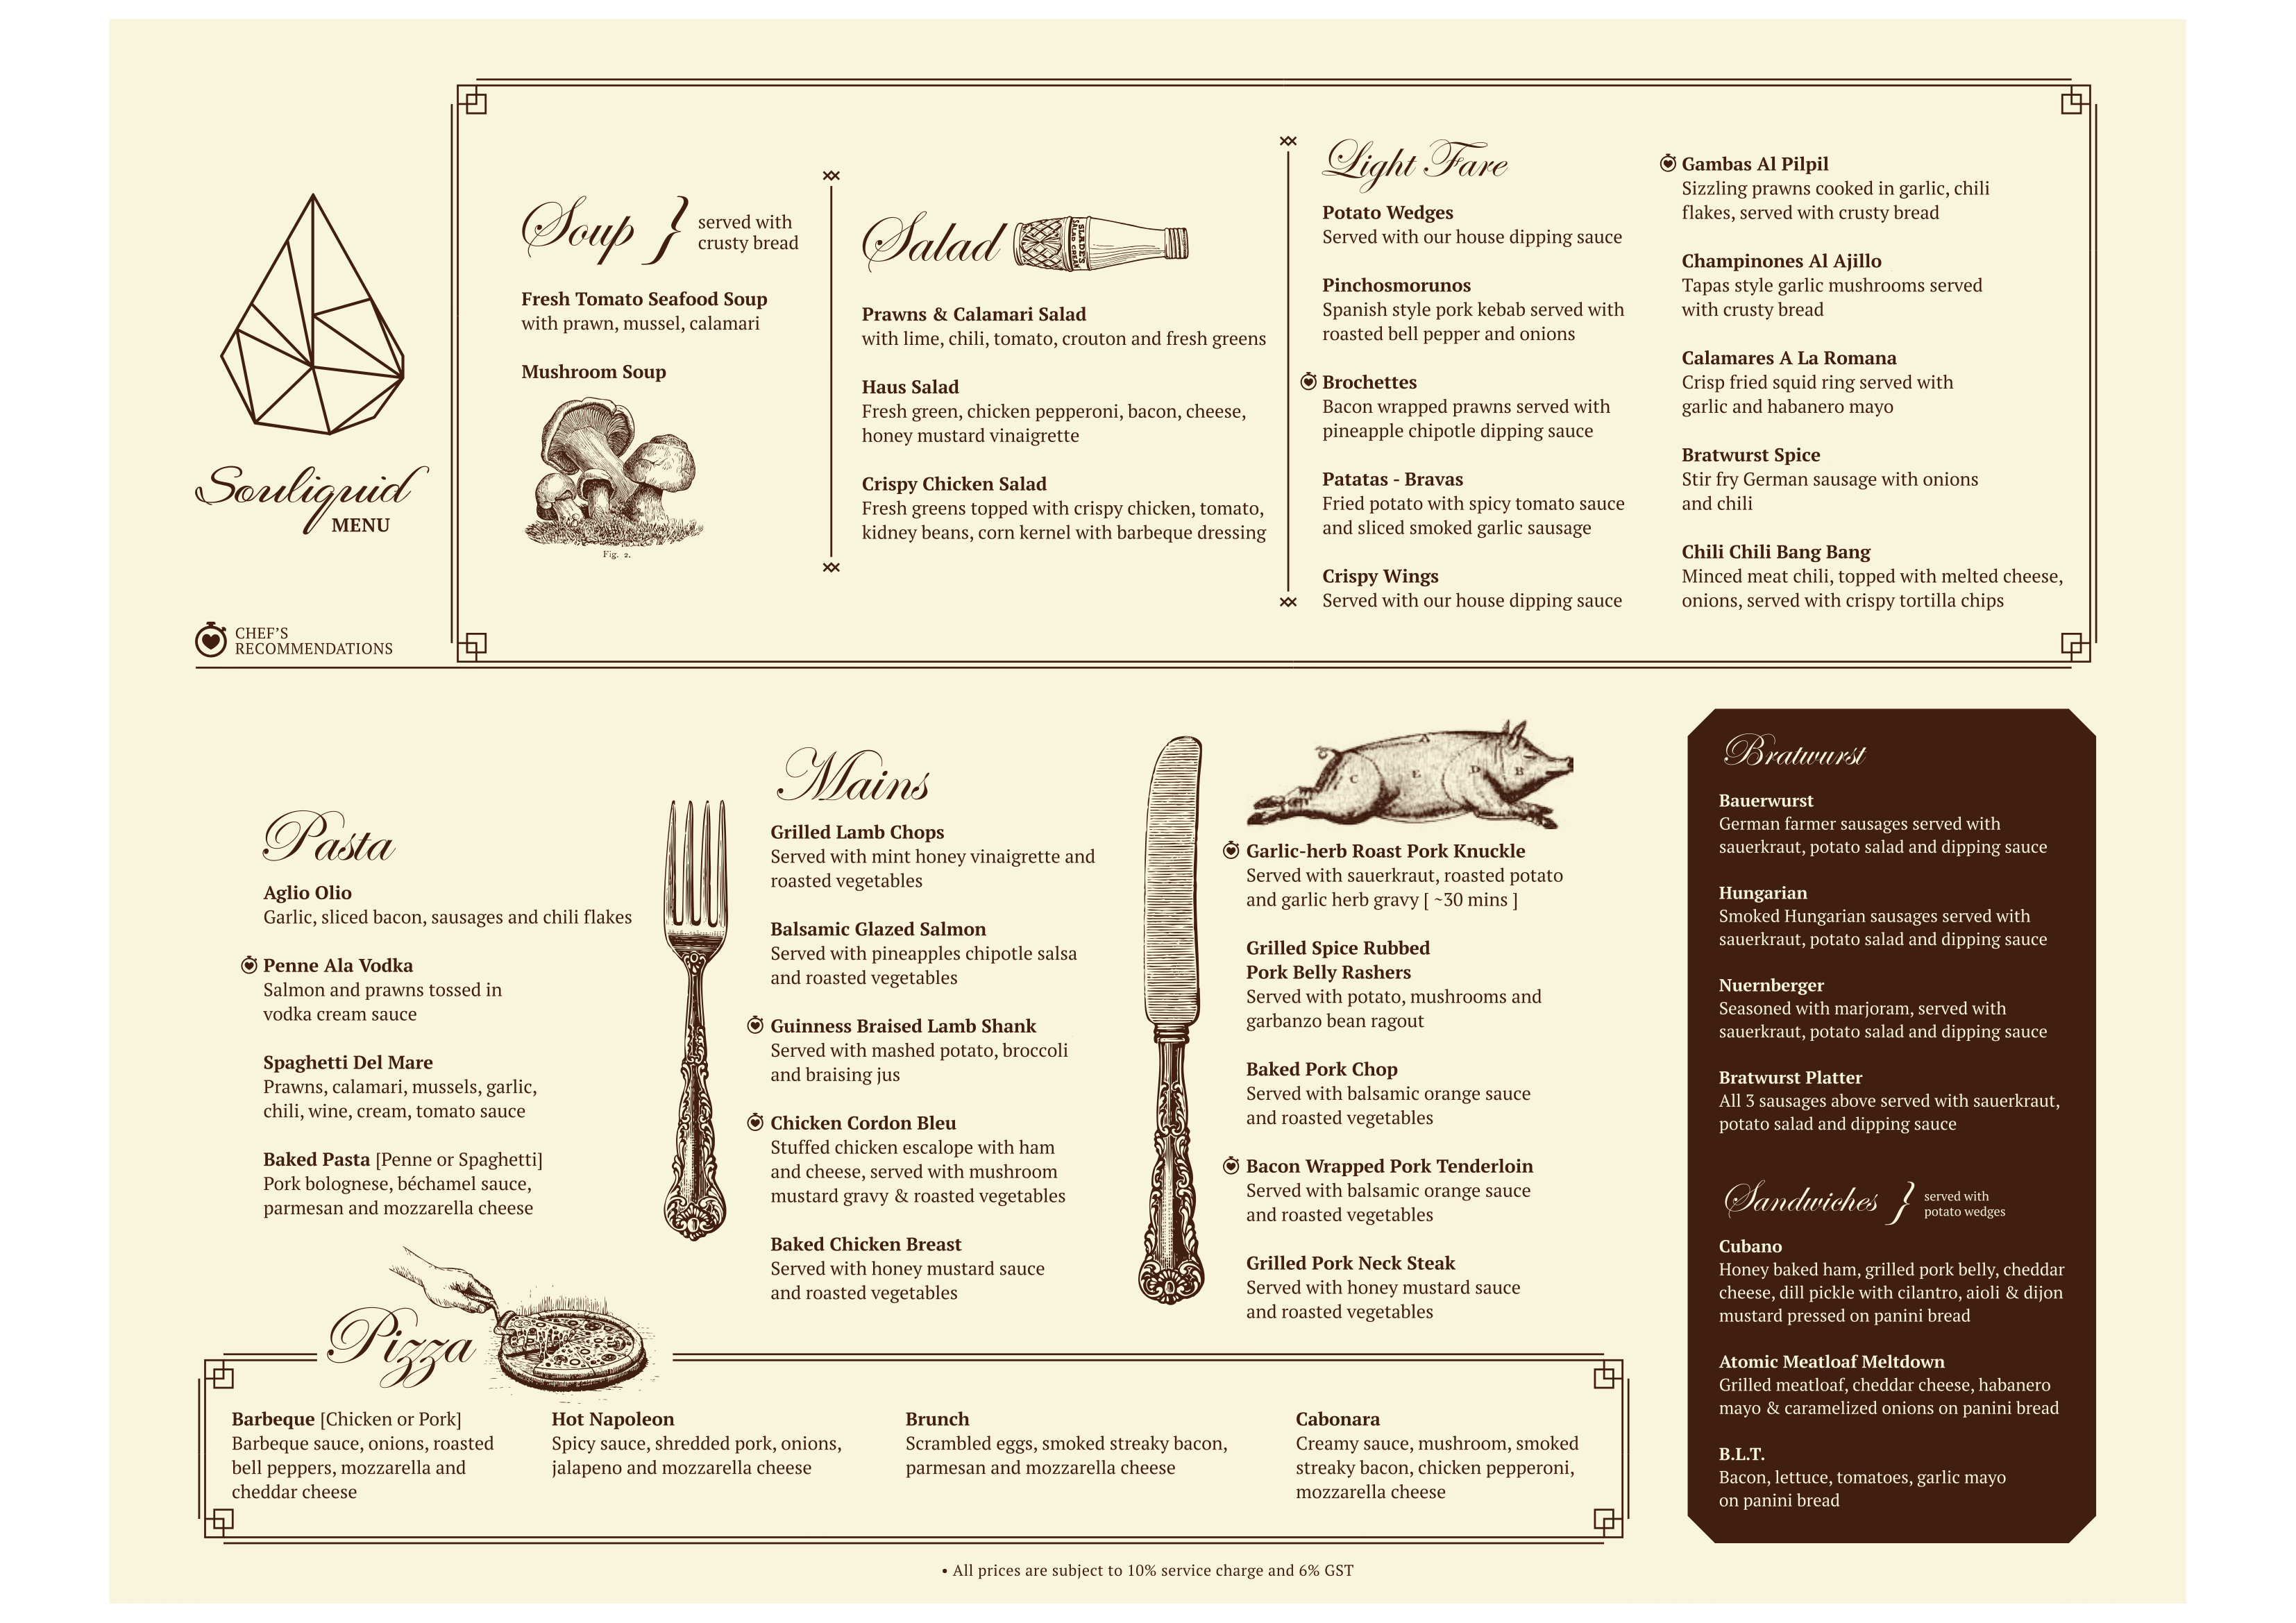 Souliquid
MENU
CHEF'S
RECOMMENDATIONS
Soup } served with
crusty bread
Fresh Tomato Seafood Soup
with prawn, mussel, calamari
Mushroom Soup
Fig. 2.
Salad
SLADE'S
SALAD CREAM
Prawns & Calamari Salad
with lime, chili, tomato, crouton and fresh greens
Haus Salad
Fresh green, chicken pepperoni, bacon, cheese,
honey mustard vinaigrette
Crispy Chicken Salad
Fresh greens topped with crispy chicken, tomato,
kidney beans, corn kernel with barbeque dressing
Light Fare
Potato Wedges
Served with our house dipping sauce
Pinchosmorunos
Spanish style pork kebab served with
roasted bell pepper and onions
Brochettes
Bacon wrapped prawns served with
pineapple chipotle dipping sauce
Patatas - Bravas
Fried potato with spicy tomato sauce
and sliced smoked garlic sausage
Crispy Wings
Served with our house dipping sauce
Gambas Al Pilpil
Sizzling prawns cooked in garlic, chili
flakes, served with crusty bread
Champinones Al Ajillo
Tapas style garlic mushrooms served
with crusty bread
Calamares A La Romana
Crisp fried squid ring served with
garlic and habanero mayo
Bratwurst Spice
Stir fry German sausage with onions
and chili
Chili Chili Bang Bang
Minced meat chili, topped with melted cheese,
onions, served with crispy tortilla chips
Pasta
Aglio Olio
Garlic, sliced bacon, sausages and chili flakes
Penne Ala Vodka
Salmon and prawns tossed in
vodka cream sauce
Spaghetti Del Mare
Prawns, calamari, mussels, garlic,
chili, wine, cream, tomato sauce
Baked Pasta [Penne or Spaghetti]
Pork bolognese, béchamel sauce,
parmesan and mozzarella cheese
Mains
Grilled Lamb Chops
Served with mint honey vinaigrette and
roasted vegetables
Balsamic Glazed Salmon
Served with pineapples chipotle salsa
and roasted vegetables
Guinness Braised Lamb Shank
Served with mashed potato, broccoli
and braising jus
Chicken Cordon Bleu
Stuffed chicken escalope with ham
and cheese, served with mushroom
mustard gravy & roasted vegetables
Baked Chicken Breast
Served with honey mustard sauce
and roasted vegetables
A
C E D B
Garlic-herb Roast Pork Knuckle
Served with sauerkraut, roasted potato
and garlic herb gravy [ ~30 mins ]
Grilled Spice Rubbed
Pork Belly Rashers
Served with potato, mushrooms and
garbanzo bean ragout
Baked Pork Chop
Served with balsamic orange sauce
and roasted vegetables
Bacon Wrapped Pork Tenderloin
Served with balsamic orange sauce
and roasted vegetables
Grilled Pork Neck Steak
Served with honey mustard sauce
and roasted vegetables
Bratwurst
Bauerwurst
German farmer sausages served with
sauerkraut, potato salad and dipping sauce
Hungarian
Smoked Hungarian sausages served with
sauerkraut, potato salad and dipping sauce
Nuernberger
Seasoned with marjoram, served with
sauerkraut, potato salad and dipping sauce
Bratwurst Platter
All 3 sausages above served with sauerkraut,
potato salad and dipping sauce
Sandwiches } served with
potato wedges
Cubano
Honey baked ham, grilled pork belly, cheddar
cheese, dill pickle with cilantro, aioli & dijon
mustard pressed on panini bread
Atomic Meatloaf Meltdown
Grilled meatloaf, cheddar cheese, habanero
mayo & caramelized onions on panini bread
B.L.T.
Bacon, lettuce, tomatoes, garlic mayo
on panini bread
Pizza
Barbeque [Chicken or Pork]
Barbeque sauce, onions, roasted
bell peppers, mozzarella and
cheddar cheese
Hot Napoleon
Spicy sauce, shredded pork, onions,
jalapeno and mozzarella cheese
Brunch
Scrambled eggs, smoked streaky bacon,
parmesan and mozzarella cheese
Cabonara
Creamy sauce, mushroom, smoked
streaky bacon, chicken pepperoni,
mozzarella cheese
• All prices are subject to 10% service charge and 6% GST